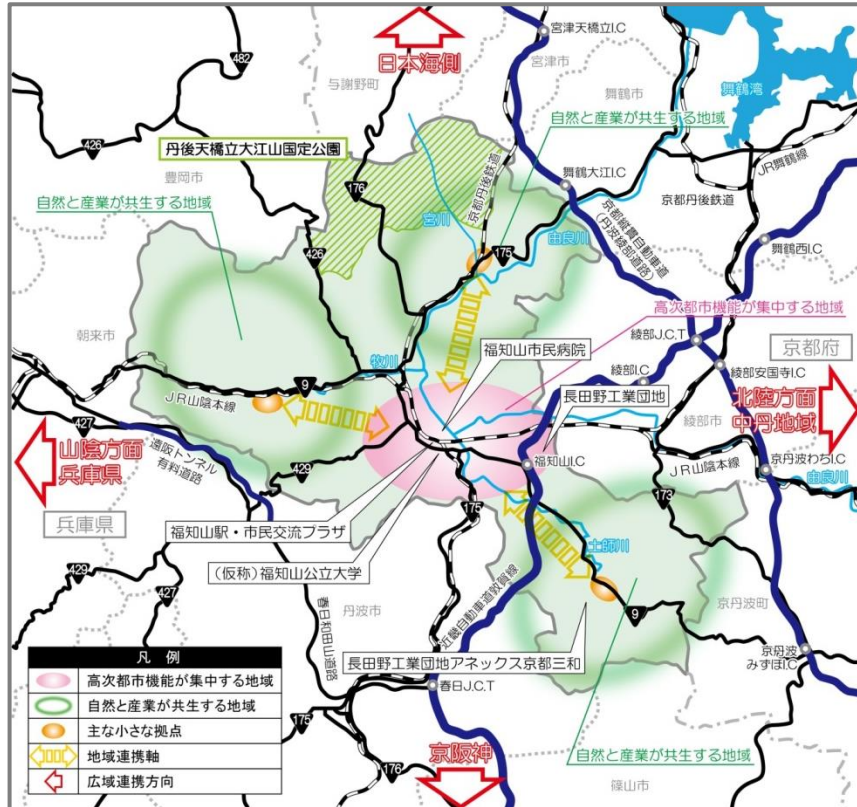 宮津天橋立I.C
宮津市
日本海側
482
与謝野町
舞鶴湾
舞鶴市
自然と産業が共生する地域
426
丹後天橋立大江山国定公園
豊岡市
176
京都丹後鉄道
舞鶴大江I.C
JR舞鶴線
京都丹後鉄道
自然と産業が共生する地域
宮川
京都縦貫自動車道
(丹波綾部道路)
由良川
舞鶴西I.C
426
175
高次都市機能が集中する地域
朝来市
福知山市民病院
綾部J.C.T
京都府
牧川
綾部I.C
綾部安国寺I.C
長田野工業団地
9
JR山陰本線
北陸方面
中丹地域
427
綾部市
山陰方面
兵庫県
遠阪トンネル
有料道路
429
福知山I.C
JR山陰本線
京丹波わちI.C
由良川
173
175
兵庫県
福知山駅・市民交流プラザ
土師川
(仮称)福知山公立大学
近畿自動車道敦賀線
429
427
丹波市
春日和田山道路
9
京丹波町
長田野工業団地アネックス京都三和
京丹波
みずほI.C
凡 例
高次都市機能が集中する地域
自然と産業が共生する地域
主な小さな拠点
地域連携軸
広域連携方向
春日J.C.T
175
176
京阪神
自然と産業が共生する地域
篠山市